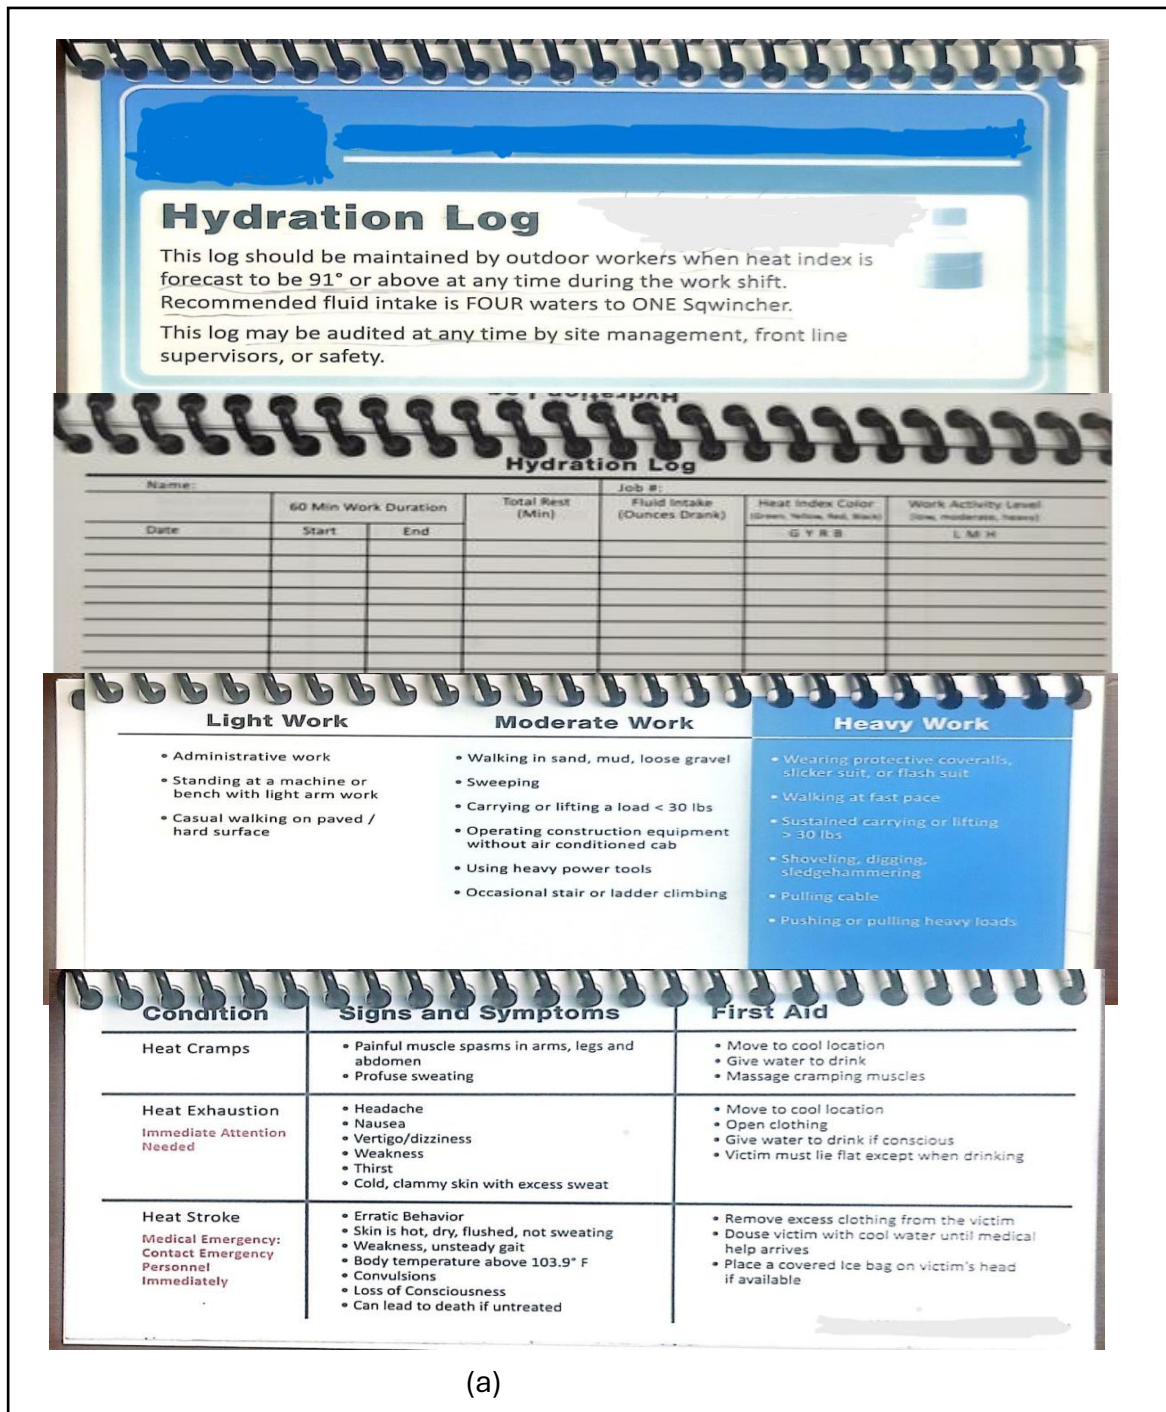 Hydration Log
This log should be maintained by outdoor workers when heat index is
forecast to be 91° or above at any time during the work shift.
Recommended fluid intake is FOUR waters to ONE Sqwincher.
This log may be audited at any time by site management, front line
supervisors, or safety.
Hydration Log
Hydration Log
Name: Job #:
60 Min Work Duration Total Rest (Min) Fluid Intake (Ounces Drank) Heat Index Color (Green, Yellow, Red, Black) Work Activity Level (low, moderate, heavy)
Date Start End G Y R B L M H
Light Work
• Administrative work
• Standing at a machine or
bench with light arm work
• Casual walking on paved /
hard surface
Moderate Work
• Walking in sand, mud, loose gravel
• Sweeping
• Carrying or lifting a load < 30 lbs
• Operating construction equipment
without air conditioned cab
• Using heavy power tools
• Occasional stair or ladder climbing
Heavy Work
• Wearing protective coveralls,
slicker suit, or flash suit
• Walking at fast pace
• Sustained carrying or lifting
> 30 lbs
• Shoveling, digging,
sledgehammering
• Pulling cable
• Pushing or pulling heavy loads
Condition Signs and Symptoms First Aid
Heat Cramps
• Painful muscle spasms in arms, legs and
abdomen
• Profuse sweating
• Move to cool location
• Give water to drink
• Massage cramping muscles
Heat Exhaustion
Immediate Attention
Needed
• Headache
• Nausea
• Vertigo/dizziness
• Weakness
• Thirst
• Cold, clammy skin with excess sweat
• Move to cool location
• Open clothing
• Give water to drink if conscious
• Victim must lie flat except when drinking
Heat Stroke
Medical Emergency:
Contact Emergency
Personnel
Immediately
• Erratic Behavior
• Skin is hot, dry, flushed, not sweating
• Weakness, unsteady gait
• Body temperature above 103.9° F
• Convulsions
• Loss of Consciousness
• Can lead to death if untreated
• Remove excess clothing from the victim
• Douse victim with cool water until medical
help arrives
• Place a covered Ice bag on victim's head
if available
(a)